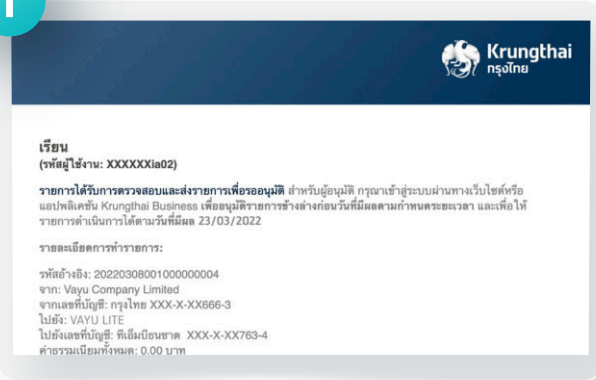 1
Krungthai
กรุงไทย
เรียน
(รหัสผู้ใช้งาน: XXXXXXia02)
รายการได้รับการตรวจสอบและส่งรายการเพื่อรออนุมัติ สำหรับผู้อนุมัติ กรุณาเข้าสู่ระบบผ่านทางเว็บไซต์หรือ
แอปพลิเคชัน Krungthai Business เพื่ออนุมัติรายการข้างล่างก่อนวันที่มีผลตามกำหนดระยะเวลา และเพื่อให้
รายการดำเนินการได้ตามวันที่มีผล 23/03/2022
รายละเอียดการทำรายการ:
รหัสอ้างอิง: 20220308001000000004
จาก: Vayu Company Limited
จากเลขที่บัญชี: กรุงไทย XXX-X-XX666-3
ไปยัง: VAYU LITE
ไปยังเลขที่บัญชี: ทีเอ็มบีธนชาต XXX-X-XX763-4
ค่าธรรมเนียมทั้งหมด: 0.00 บาท